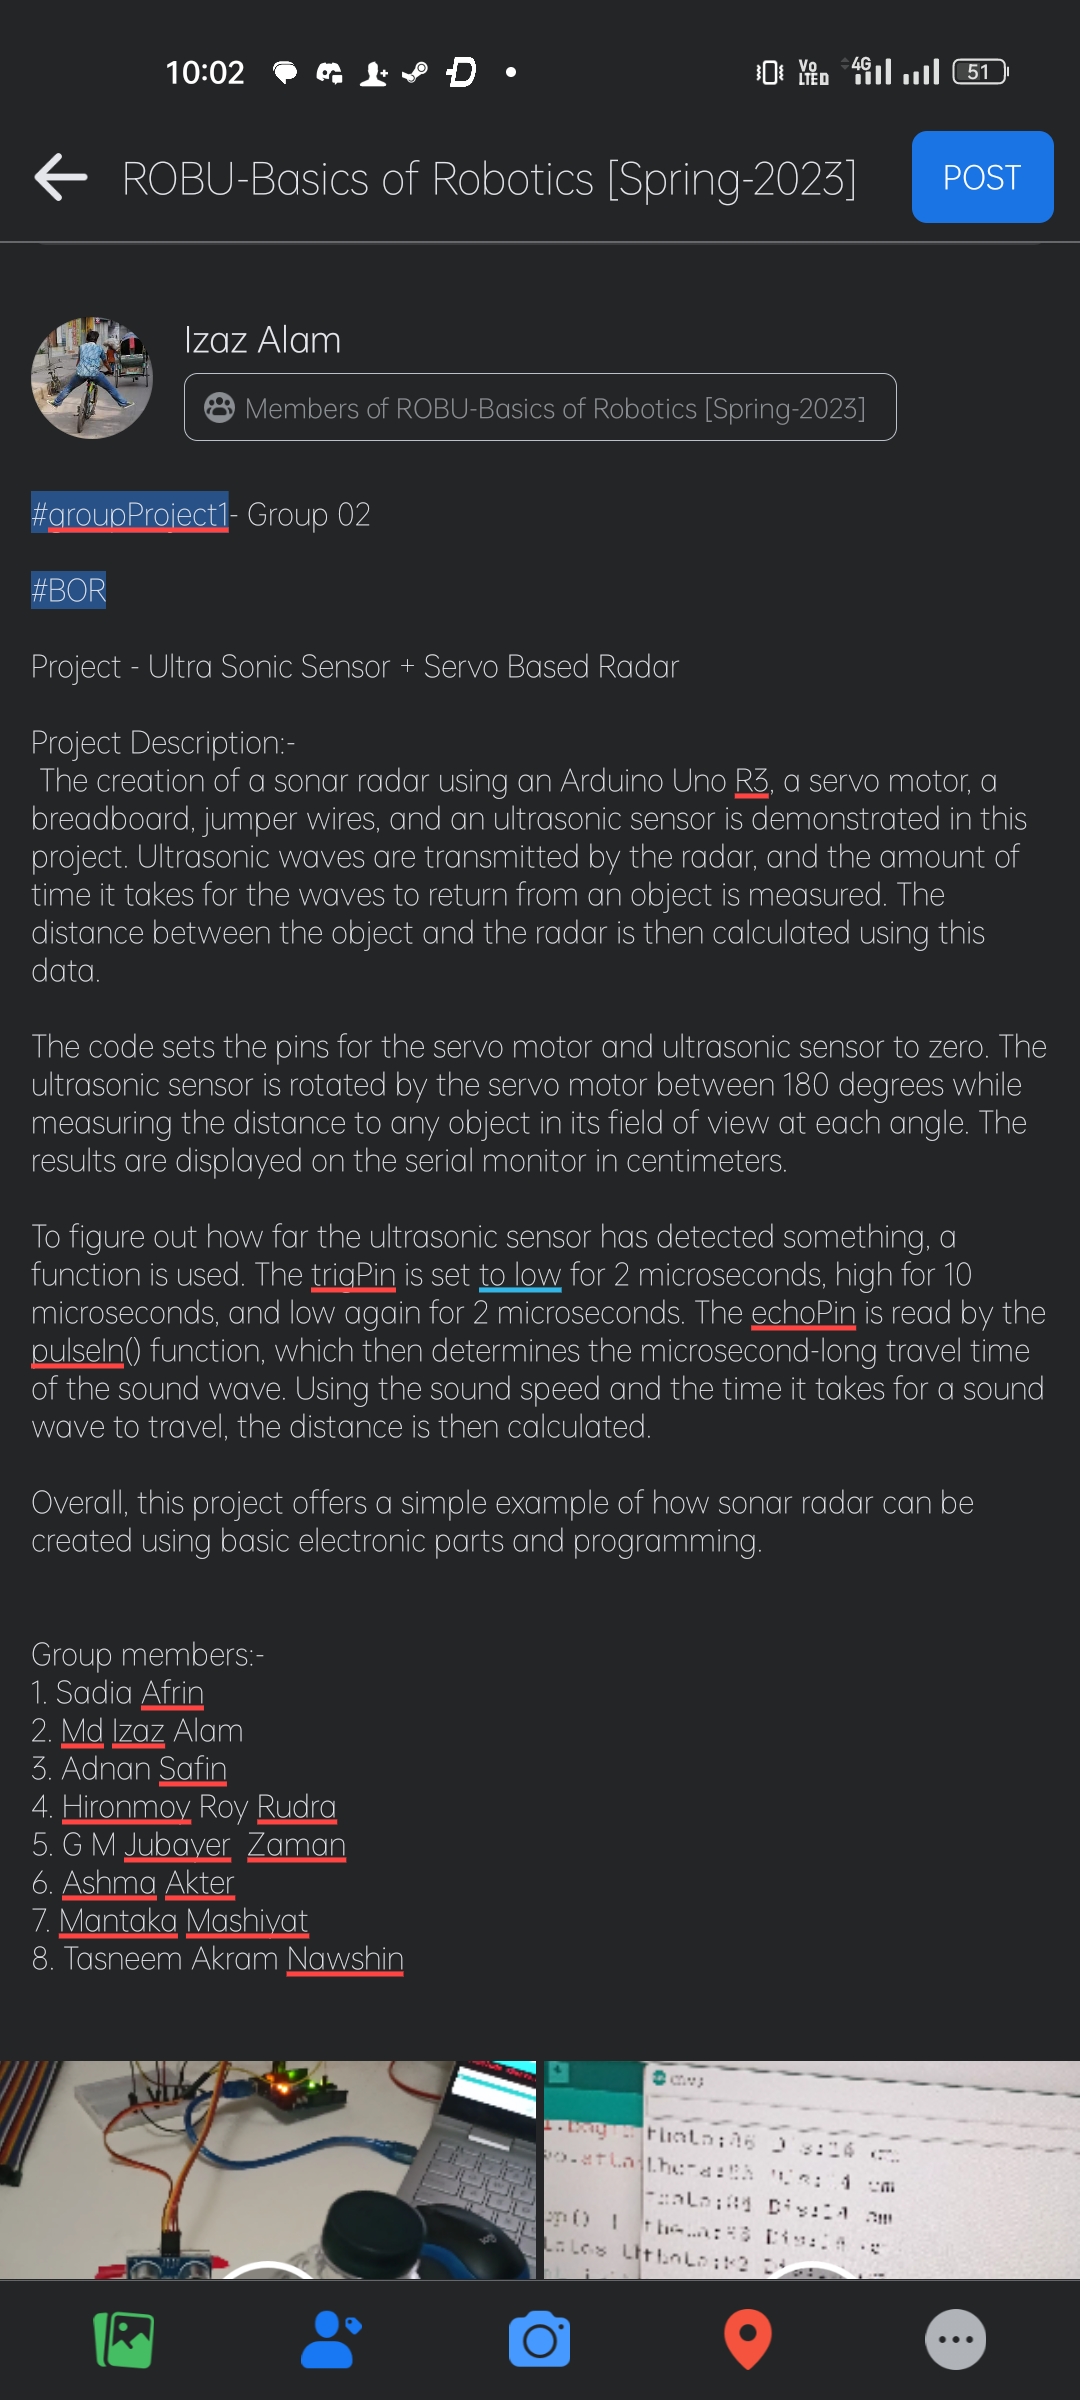 10:02
Vo LTED
4G
51
ROBU-Basics of Robotics [Spring-2023]
POST
Izaz Alam
Members of ROBU-Basics of Robotics [Spring-2023]
#groupProject1- Group 02
#BOR
Project - Ultra Sonic Sensor + Servo Based Radar
Project Description:-
The creation of a sonar radar using an Arduino Uno R3, a servo motor, a
breadboard, jumper wires, and an ultrasonic sensor is demonstrated in this
project. Ultrasonic waves are transmitted by the radar, and the amount of
time it takes for the waves to return from an object is measured. The
distance between the object and the radar is then calculated using this
data.
The code sets the pins for the servo motor and ultrasonic sensor to zero. The
ultrasonic sensor is rotated by the servo motor between 180 degrees while
measuring the distance to any object in its field of view at each angle. The
results are displayed on the serial monitor in centimeters.
To figure out how far the ultrasonic sensor has detected something, a
function is used. The trigPin is set to low for 2 microseconds, high for 10
microseconds, and low again for 2 microseconds. The echoPin is read by the
pulseIn() function, which then determines the microsecond-long travel time
of the sound wave. Using the sound speed and the time it takes for a sound
wave to travel, the distance is then calculated.
Overall, this project offers a simple example of how sonar radar can be
created using basic electronic parts and programming.
Group members:-
1. Sadia Afrin
2. Md Izaz Alam
3. Adnan Safin
4. Hironmoy Roy Rudra
5. G M Jubayer  Zaman
6. Ashma Akter
7. Mantaka Mashiyat
8. Tasneem Akram Nawshin